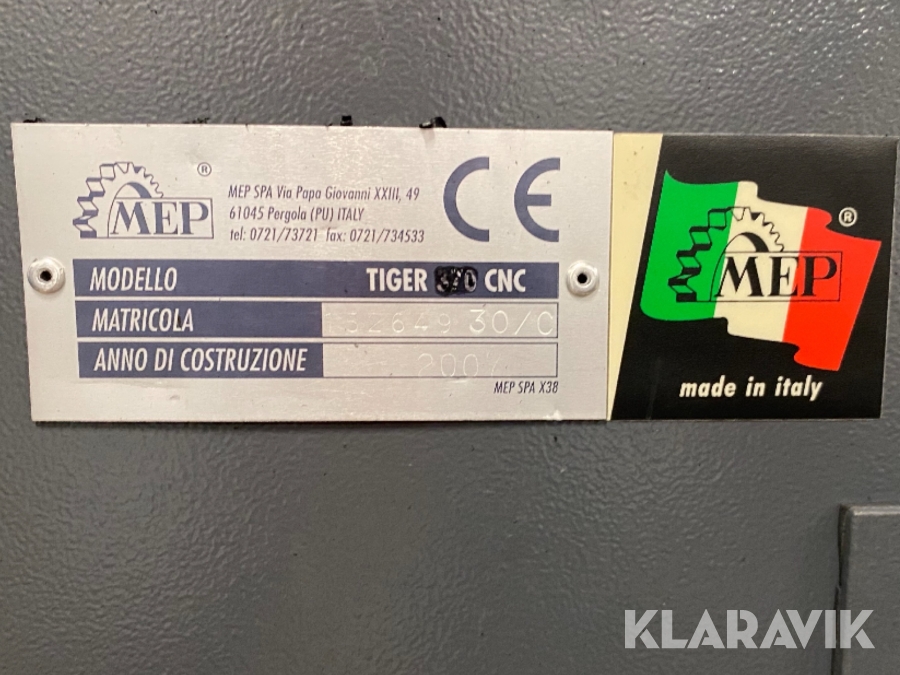 MEP ®
MEP SPA Via Papa Giovanni XXIII, 49
61045 Pergola (PU) ITALY
tel: 0721/73721 fax: 0721/734533
CE
MODELLO TIGER CNC
MATRICOLA 30/C
ANNO DI COSTRUZIONE
MEP SPA X38
MEP ®
made in italy
KLARAVIK